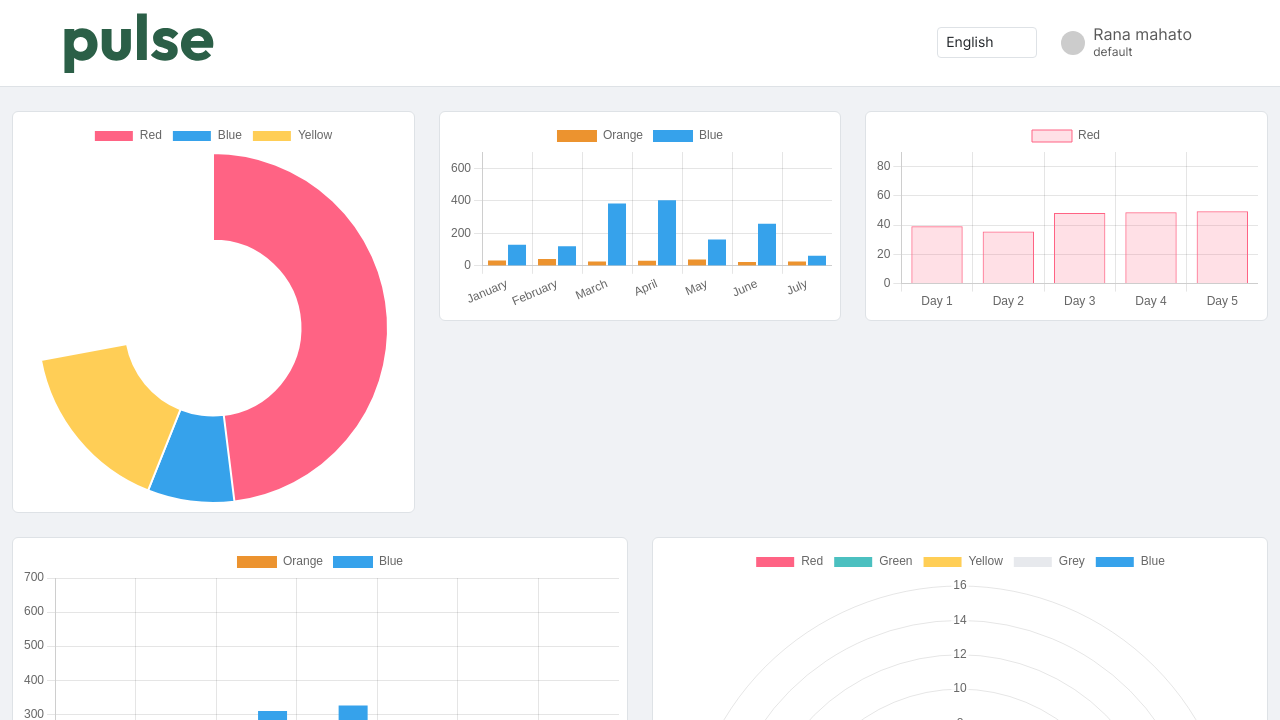 pulse
English
Rana mahato
default
Red Blue Yellow
Orange Blue
600
400
200
0
January February March April May June July
Red
80
60
40
20
0
Day 1 Day 2 Day 3 Day 4 Day 5
Orange Blue
700
600
500
400
300
Red Green Yellow Grey Blue
16
14
12
10